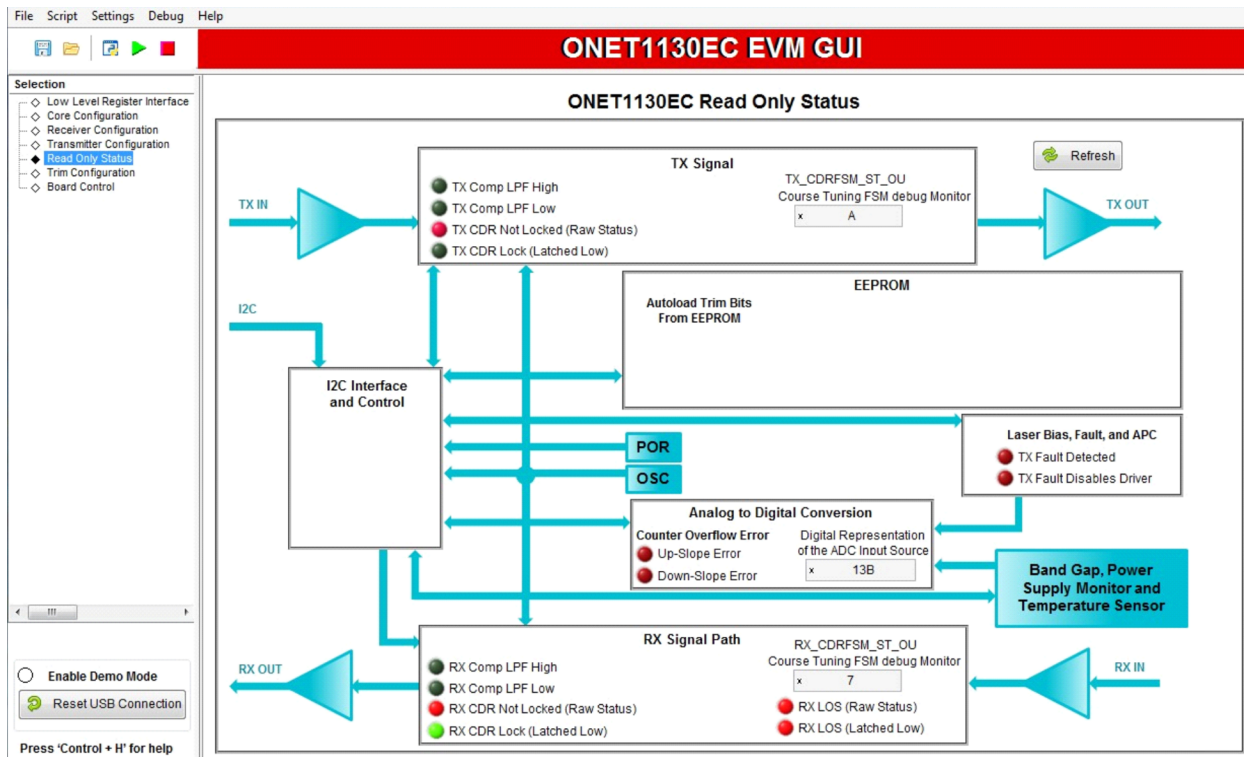 File Script Settings Debug Help
ONET1130EC EVM GUI
Selection
Low Level Register Interface
Core Configuration
Receiver Configuration
Transmitter Configuration
Read Only Status
Trim Configuration
Board Control
Enable Demo Mode
Reset USB Connection
Press 'Control + H' for help
ONET1130EC Read Only Status
Refresh
TX IN
TX Signal
TX Comp LPF High
TX Comp LPF Low
TX CDR Not Locked (Raw Status)
TX CDR Lock (Latched Low)
TX_CDRFSM_ST_OU
Course Tuning FSM debug Monitor
x A
TX OUT
EEPROM
Autoload Trim Bits
From EEPROM
I2C
I2C Interface
and Control
Laser Bias, Fault, and APC
TX Fault Detected
TX Fault Disables Driver
POR
OSC
Analog to Digital Conversion
Counter Overflow Error
Up-Slope Error
Down-Slope Error
Digital Representation
of the ADC Input Source
x 13B
Band Gap, Power
Supply Monitor and
Temperature Sensor
RX OUT
RX Signal Path
RX Comp LPF High
RX Comp LPF Low
RX CDR Not Locked (Raw Status)
RX CDR Lock (Latched Low)
RX_CDRFSM_ST_OU
Course Tuning FSM debug Monitor
x 7
RX LOS (Raw Status)
RX LOS (Latched Low)
RX IN